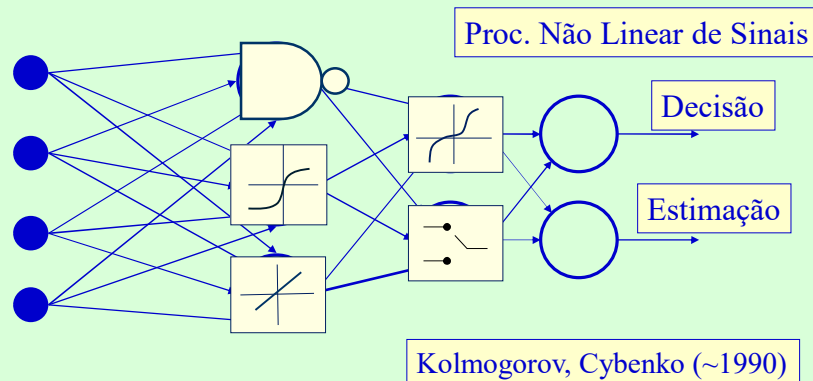 Proc. Não Linear de Sinais
Decisão
Estimação
Kolmogorov, Cybenko (~1990)